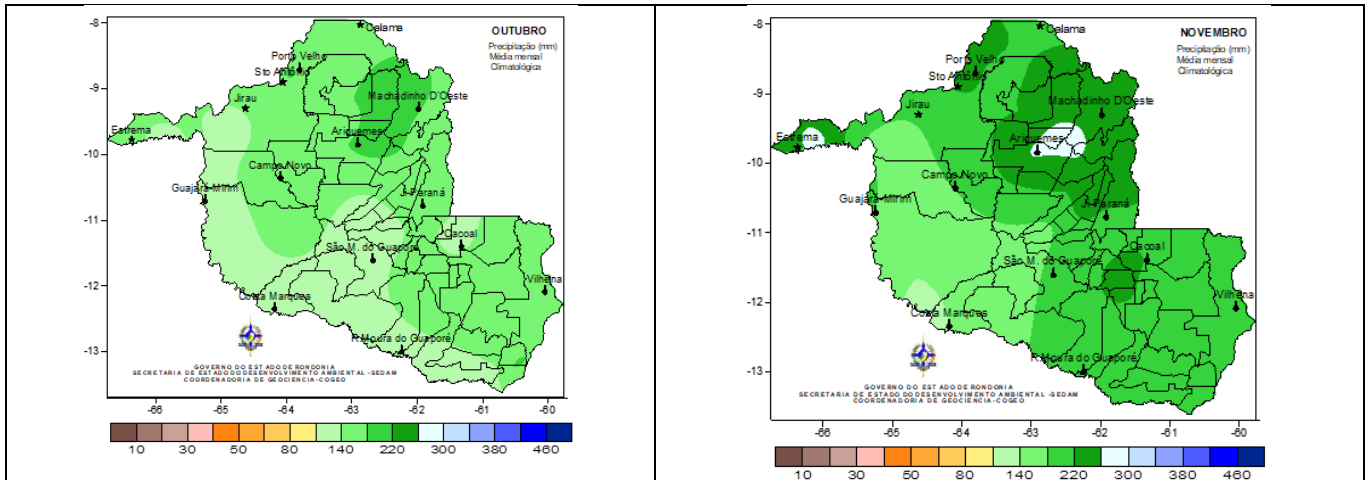 OUTUBRO
Precipitação (mm)
Média mensal
Climatológica
-8
-9
-10
-11
-12
-13
Calama
Porto Velho
Sto Antônio
Jirau
Machadinho D'Oeste
Estrema
Ariquemes
Campo Novo
Guajará-Mirim
Ji Paraná
Cacoal
São M. do Guaporé
Vilhena
Costa Marques
R.Moura do Guaporé
GOVERNO DO ESTADO DE RONDONIA
SECRETARIA DE ESTADO DO DESENVOLVIMENTO AMBIENTAL -SEDAM
COORDENADORIA DE GEOCIENCIA-COGEO
-66 -65 -64 -63 -62 -61 -60
10 30 50 80 140 220 300 380 460
NOVEMBRO
Precipitação (mm)
Média mensal
Climatológica
-8
-9
-10
-11
-12
-13
Calama
Porto Velho
Sto Antônio
Jirau
Machadinho D'Oeste
Estrema
Ariquemes
Campo Novo
Guajará-Mirim
Ji Paraná
Cacoal
São M. do Guaporé
Vilhena
Costa Marques
R.Moura do Guaporé
GOVERNO DO ESTADO DE RONDONIA
SECRETARIA DE ESTADO DO DESENVOLVIMENTO AMBIENTAL -SEDAM
COORDENADORIA DE GEOCIENCIA-COGEO
-66 -65 -64 -63 -62 -61 -60
10 30 50 80 140 220 300 380 460